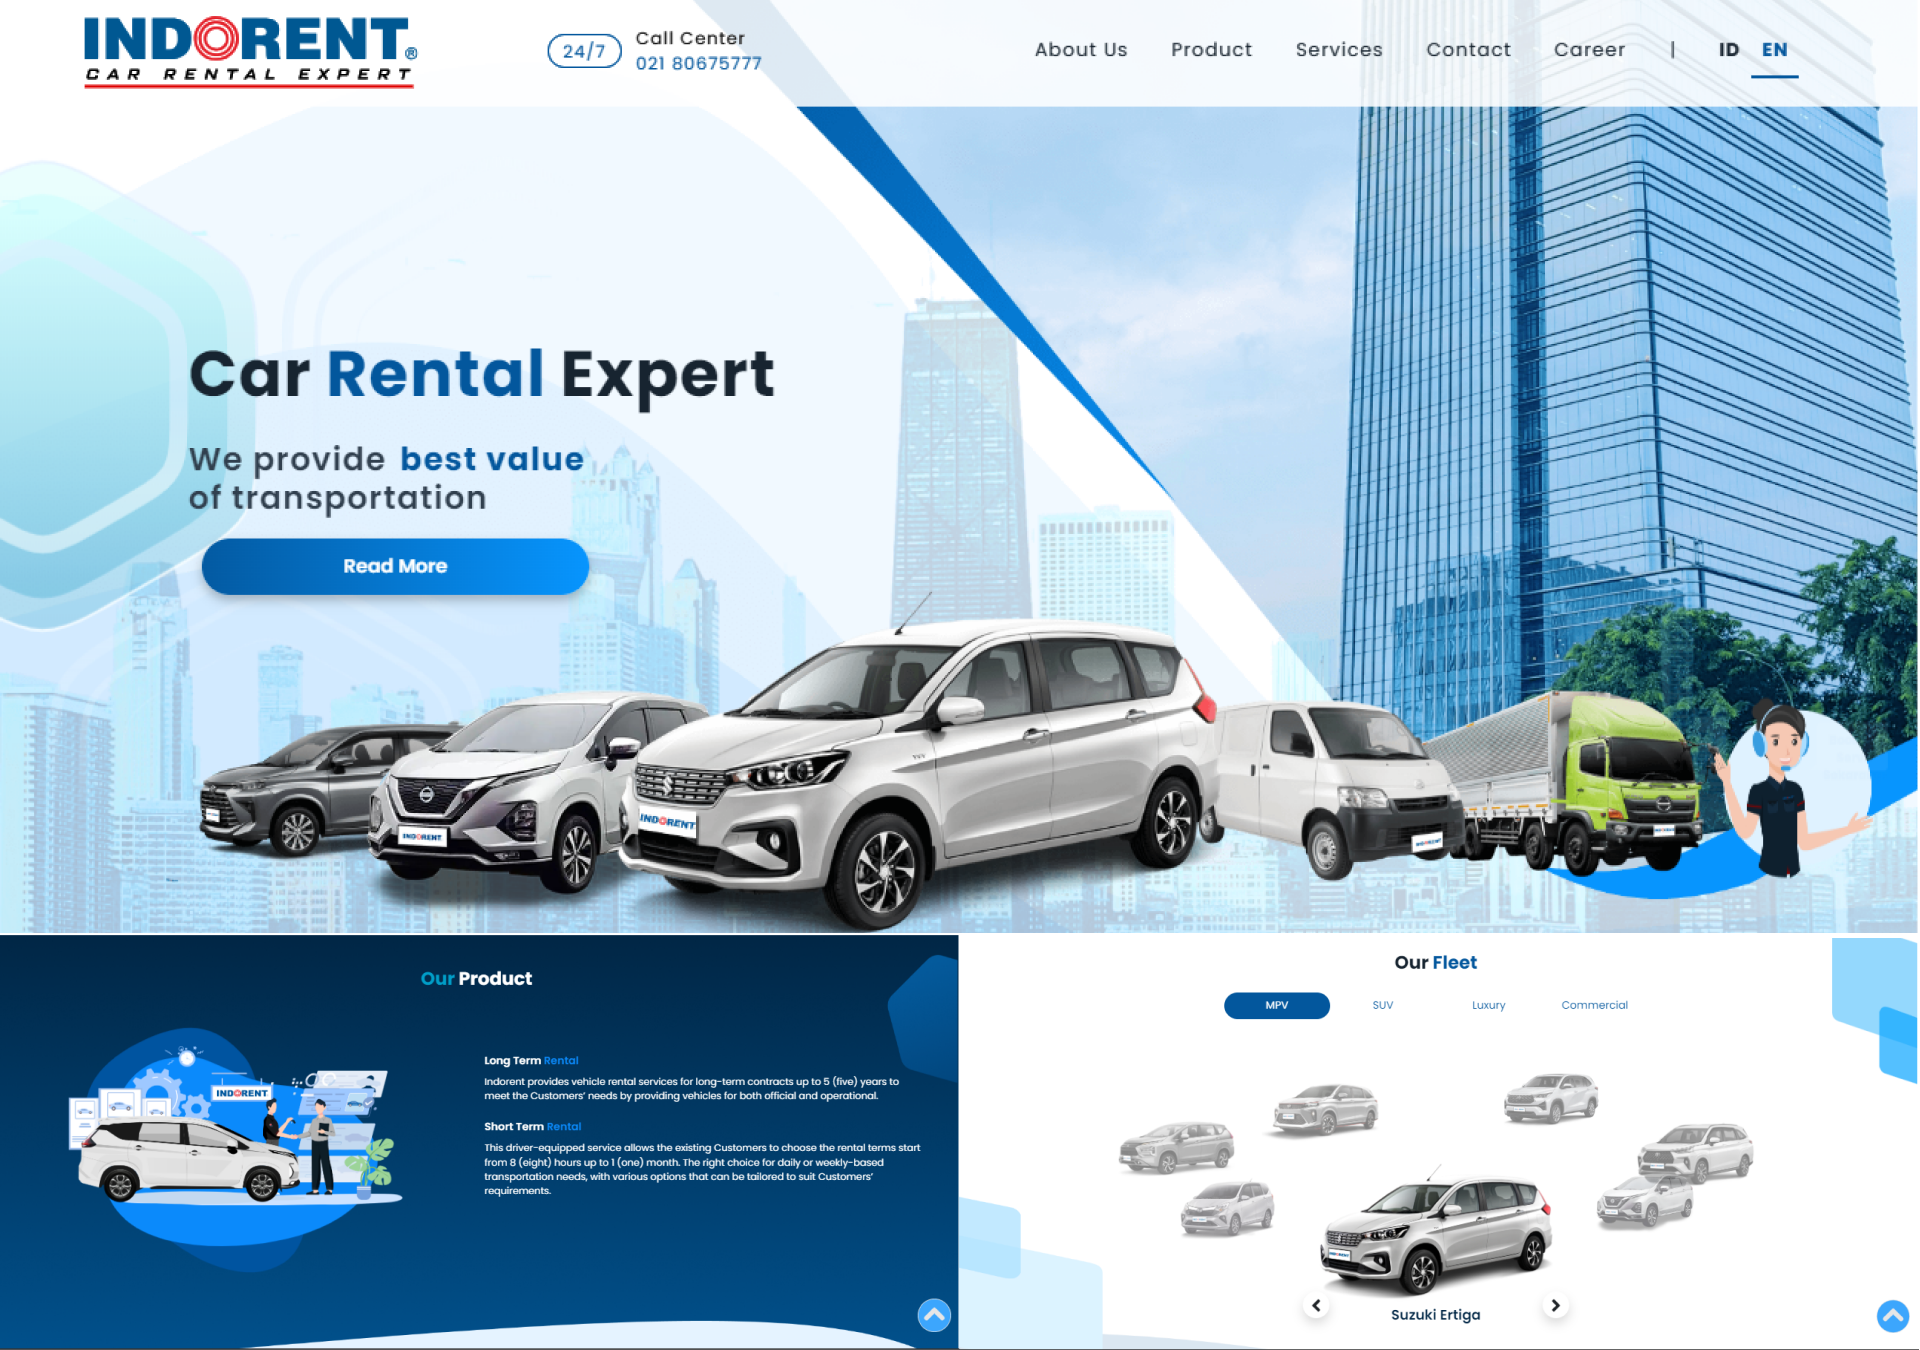 INDORENT®
CAR RENTAL EXPERT
24/7
Call Center
021 80675777
About Us
Product
Services
Contact
Career
|
ID
EN
Car Rental Expert
We provide best value
of transportation
Read More
INDORENT
INDORENT
INDORENT
Our Product
INDORENT
Long Term Rental
Indorent provides vehicle rental services for long-term contracts up to 5 (five) years to
meet the Customers’ needs by providing vehicles for both official and operational.
Short Term Rental
This driver-equipped service allows the existing Customers to choose the rental terms start
from 8 (eight) hours up to 1 (one) month. The right choice for daily or weekly-based
transportation needs, with various options that can be tailored to suit Customers’
requirements.
Our Fleet
MPV
SUV
Luxury
Commercial
INDORENT
Suzuki Ertiga